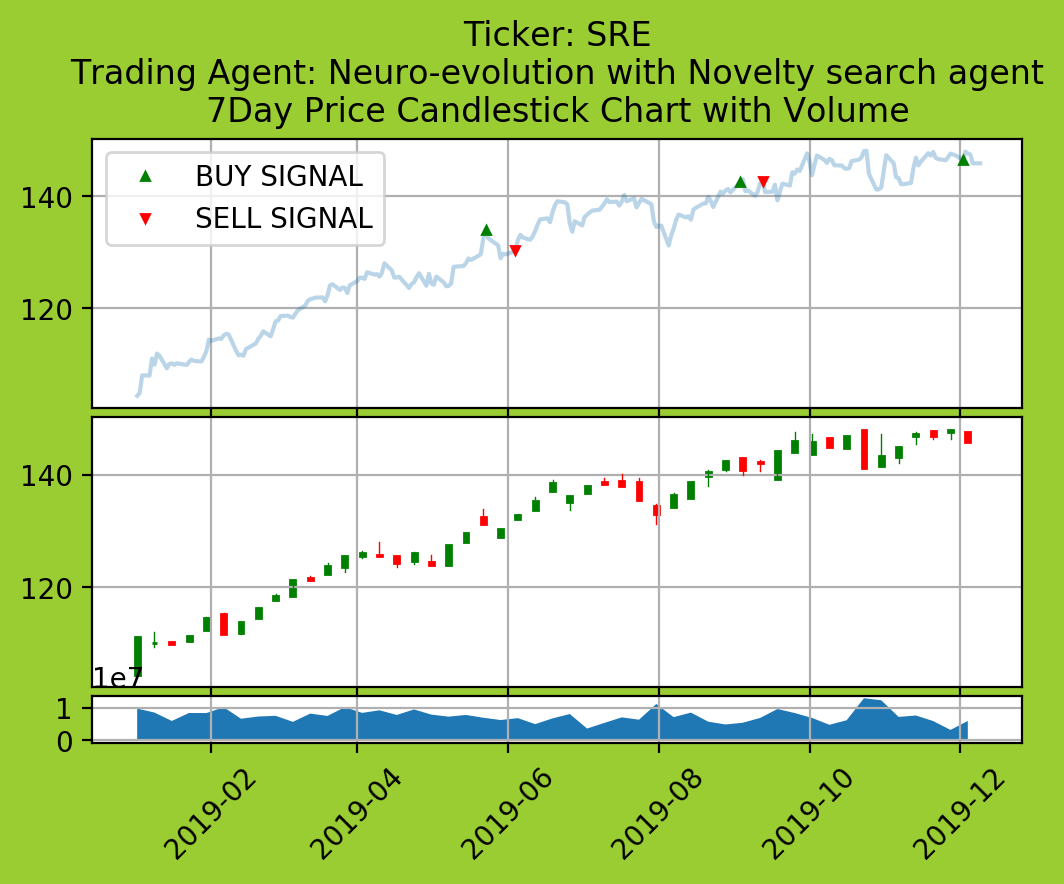 Ticker: SRE
Trading Agent: Neuro-evolution with Novelty search agent
7Day Price Candlestick Chart with Volume
BUY SIGNAL
SELL SIGNAL
140
120
140
120
1e7
1
0
2019-02
2019-04
2019-06
2019-08
2019-10
2019-12